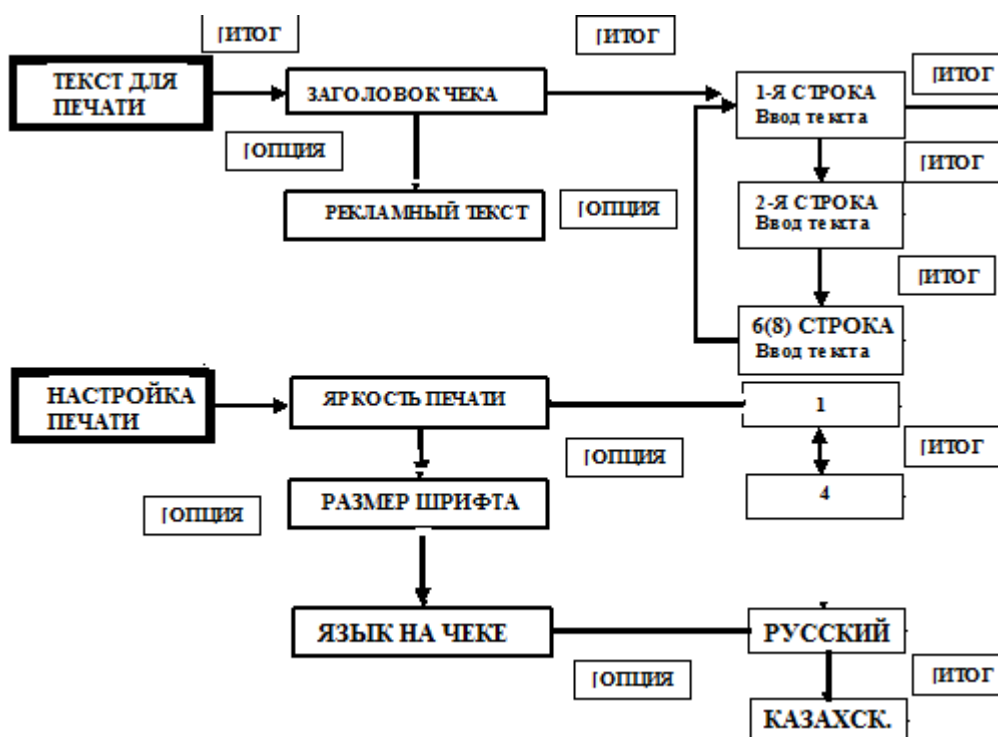 [ИТОГ
[ИТОГ
ТЕКСТ ДЛЯ
ПЕЧАТИ
ЗАГОЛОВОК ЧЕКА
1-Я СТРОКА
Ввод текста
[ИТОГ
[ОПЦИЯ
[ИТОГ
РЕКЛАМНЫЙ ТЕКСТ
[ОПЦИЯ
2-Я СТРОКА
Ввод текста
[ИТОГ
6(8) СТРОКА
Ввод текста
НАСТРОЙКА
ПЕЧАТИ
ЯРКОСТЬ ПЕЧАТИ
1
[ОПЦИЯ
[ИТОГ
РАЗМЕР ШРИФТА
4
[ОПЦИЯ
ЯЗЫК НА ЧЕКЕ
РУССКИЙ
[ОПЦИЯ
[ИТОГ
КАЗАХСК.